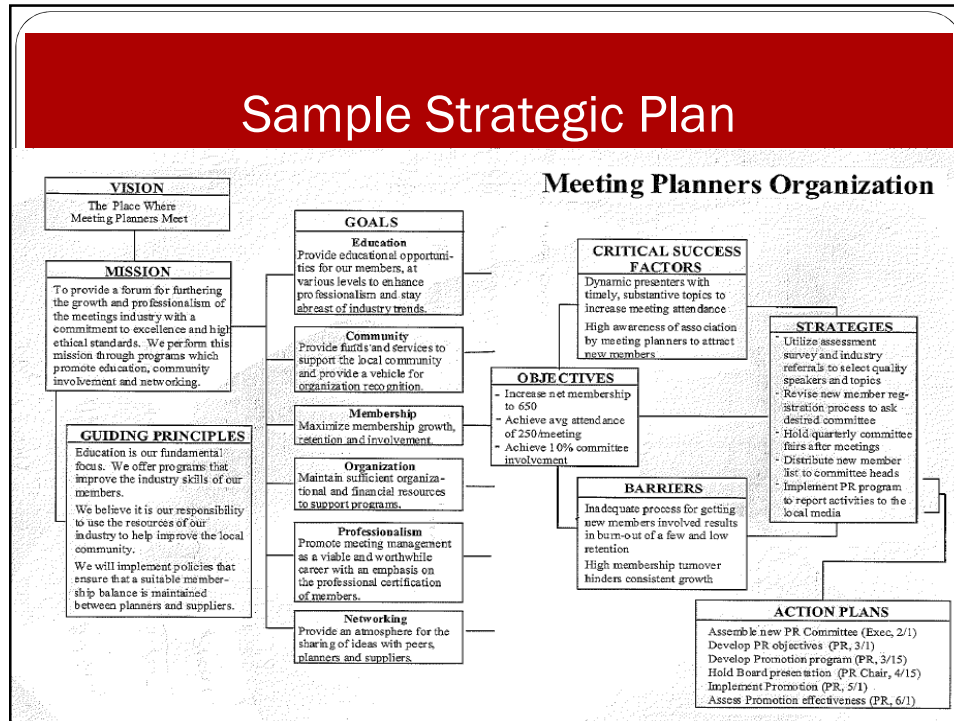 Sample Strategic Plan
Meeting Planners Organization
VISION
The Place Where
Meeting Planners Meet
MISSION
To provide a forum for furthering
the growth and professionalism of
the meetings industry with a
commitment to excellence and high
ethical standards. We perform this
mission through programs which
promote education, community
involvement and networking.
GUIDING PRINCIPLES
Education is our fundamental
focus. We offer programs that
improve the industry skills of our
members.
We believe it is our responsibility
to use the resources of our
industry to help improve the local
community.
We will implement policies that
ensure that a suitable member-
ship balance is maintained
between planners and suppliers.
GOALS
Education
Provide educational opportuni-
ties for our members, at
various levels to enhance
professionalism and stay
abreast of industry trends.
Community
Provide funds and services to
support the local community
and provide a vehicle for
organization recognition.
Membership
Maximize membership growth,
retention and involvement.
Organization
Maintain sufficient organiza-
tional and financial resources
to support programs.
Professionalism
Promote meeting management
as a viable and worthwhile
career with an emphasis on
the professional certification
of members.
Networking
Provide an atmosphere for the
sharing of ideas with peers,
planners and suppliers.
OBJECTIVES
- Increase net membership
to 650
- Achieve avg attendance
of 250/meeting
- Achieve 10% committee
involvement
CRITICAL SUCCESS
FACTORS
Dynamic presenters with
timely, substantive topics to
increase meeting attendance
High awareness of association
by meeting planners to attract
new members
BARRIERS
Inadequate process for getting
new members involved results
in burn-out of a few and low
retention
High membership turnover
hinders consistent growth
STRATEGIES
- Utilize assessment
survey and industry
referrals to select quality
speakers and topics
- Revise new member reg-
istration process to ask
desired committee
- Hold quarterly committee
fairs after meetings
- Distribute new member
list to committee heads
- Implement PR program
to report activities to the
local media
ACTION PLANS
Assemble new PR Committee (Exec, 2/1)
Develop PR objectives (PR, 3/1)
Develop Promotion program (PR, 3/15)
Hold Board presentation (PR Chair, 4/15)
Implement Promotion (PR, 5/1)
Assess Promotion effectiveness (PR, 6/1)